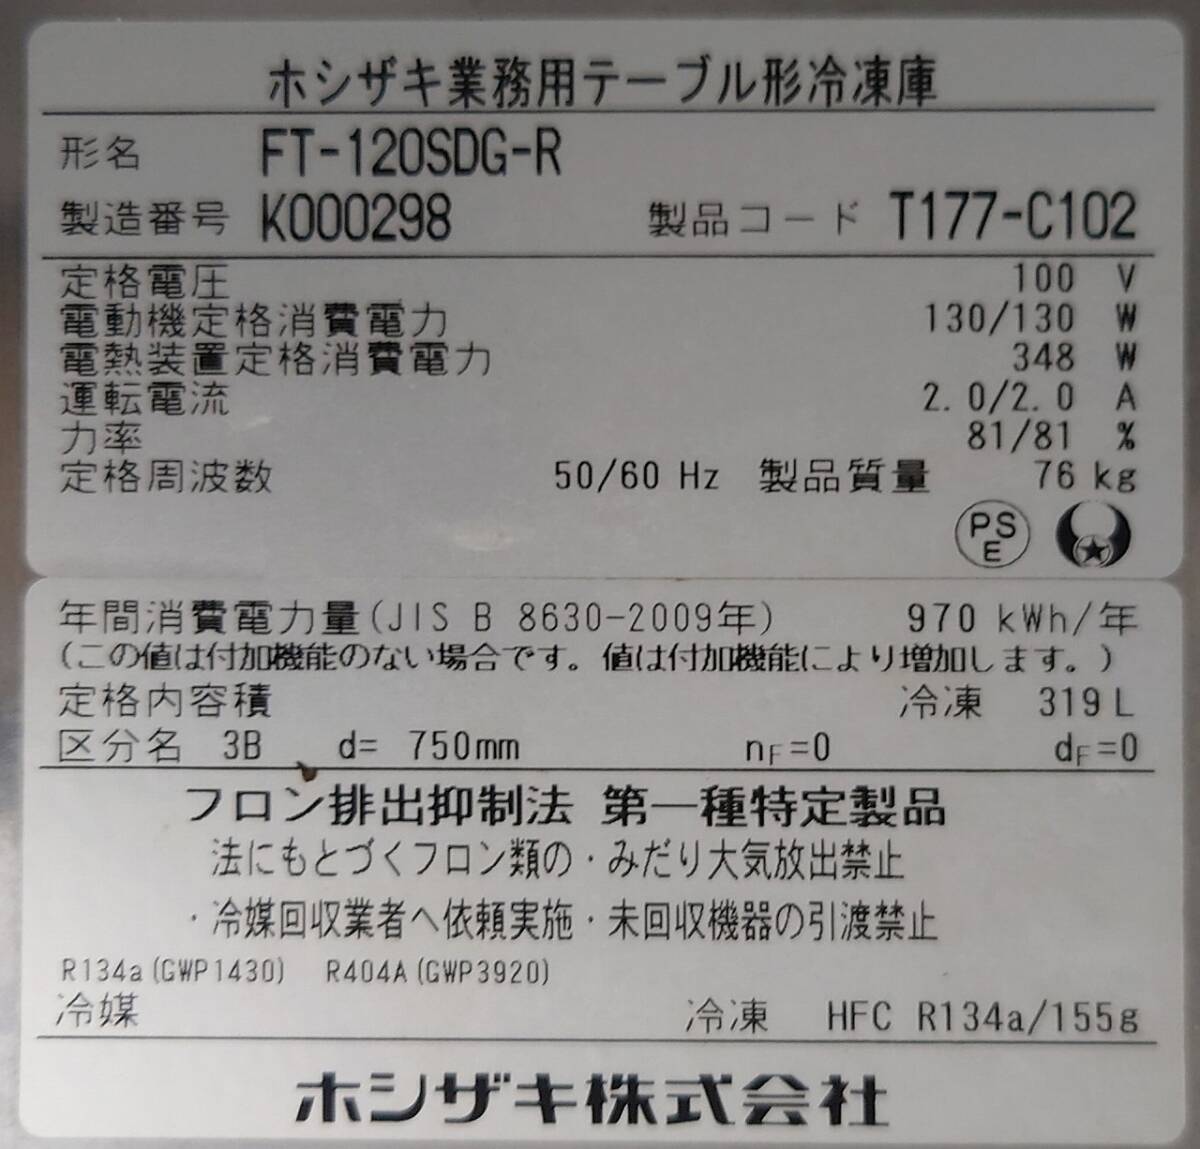 ホシザキ業務用テーブル形冷凍庫
形名 FT-120SDG-R
製造番号 K000298 製品コード T177-C102
定格電圧 100 V
電動機定格消費電力 130/130 W
電熱装置定格消費電力 348 W
運転電流 2.0/2.0 A
力率 81/81 %
定格周波数 50/60 Hz 製品質量 76 kg
PSE
年間消費電力量(JIS B 8630-2009年) 970 kWh/年
(この値は付加機能のない場合です。値は付加機能により増加します。)
定格内容積 冷凍 319 L
区分名 3B d= 750mm nF=0 dF=0
フロン排出抑制法 第一種特定製品
法にもとづくフロン類の・みだり大気放出禁止
・冷媒回収業者へ依頼実施・未回収機器の引渡禁止
R134a(GWP1430) R404A(GWP3920)
冷媒 冷凍 HFC R134a/155g
ホシザキ株式会社